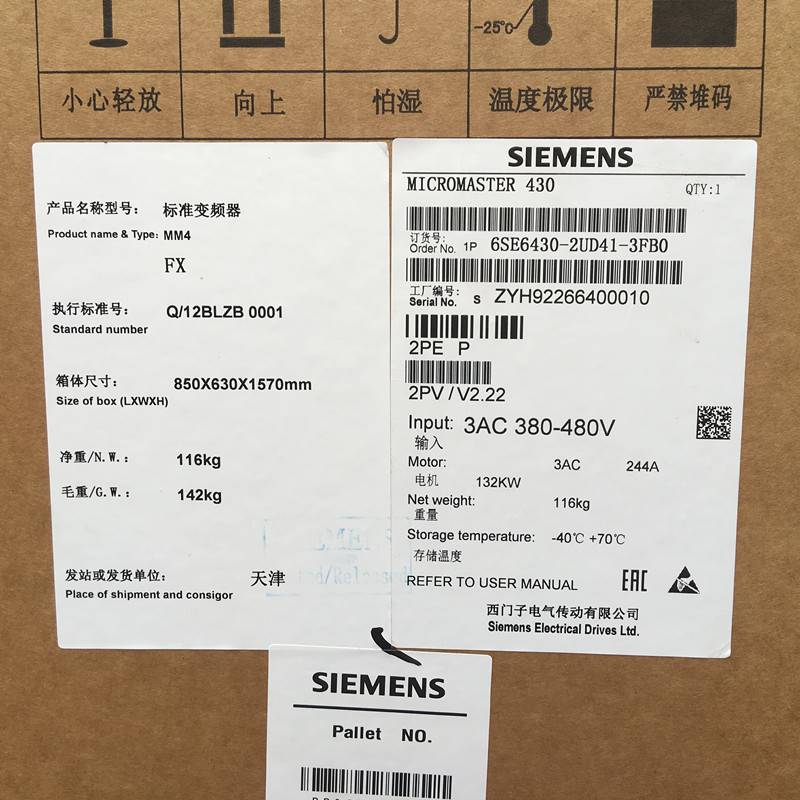 -25℃
小心轻放
向上
怕湿
温度极限
严禁堆码
产品名称型号: 标准变频器
Product name & Type: MM4
FX
执行标准号: Q/12BLZB 0001
Standard number
箱体尺寸: 850X630X1570mm
Size of box (LXWXH)
净重/N.W.: 116kg
毛重/G.W.: 142kg
发站或发货单位: 天津
Place of shipment and consigor
SIEMENS
MICROMASTER 430 QTY:1
订货号:
Order No. 1P 6SE6430-2UD41-3FB0
工厂编号:
Serial No. S ZYH92266400010
2PE P
2PV/V2.22
Input: 3AC 380-480V
输入
Motor: 3AC 244A
电机 132KW
Net weight: 116kg
重量
Storage temperature: -40℃ +70℃
存储温度
REFER TO USER MANUAL EAC
西门子电气传动有限公司
Siemens Electrical Drives Ltd.
SIEMENS
Pallet NO.